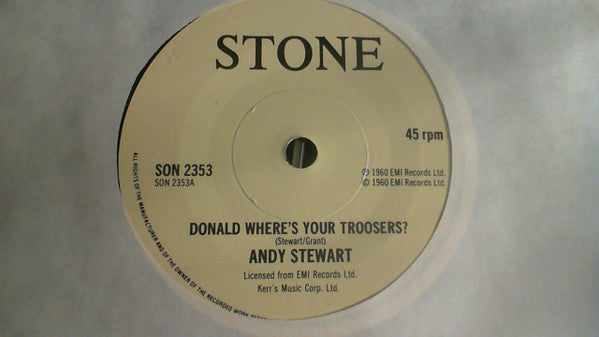 STONE
45 rpm
SON 2353
SON 2353A
℗ 1960 EMI Records Ltd.
© 1960 EMI Records Ltd.
DONALD WHERE'S YOUR TROOSERS?
(Stewart/Grant)
ANDY STEWART
Licensed from EMI Records Ltd.
Kerr's Music Corp. Ltd.
ALL RIGHTS OF THE MANUFACTURER AND OF THE OWNER OF THE RECORDED WORK